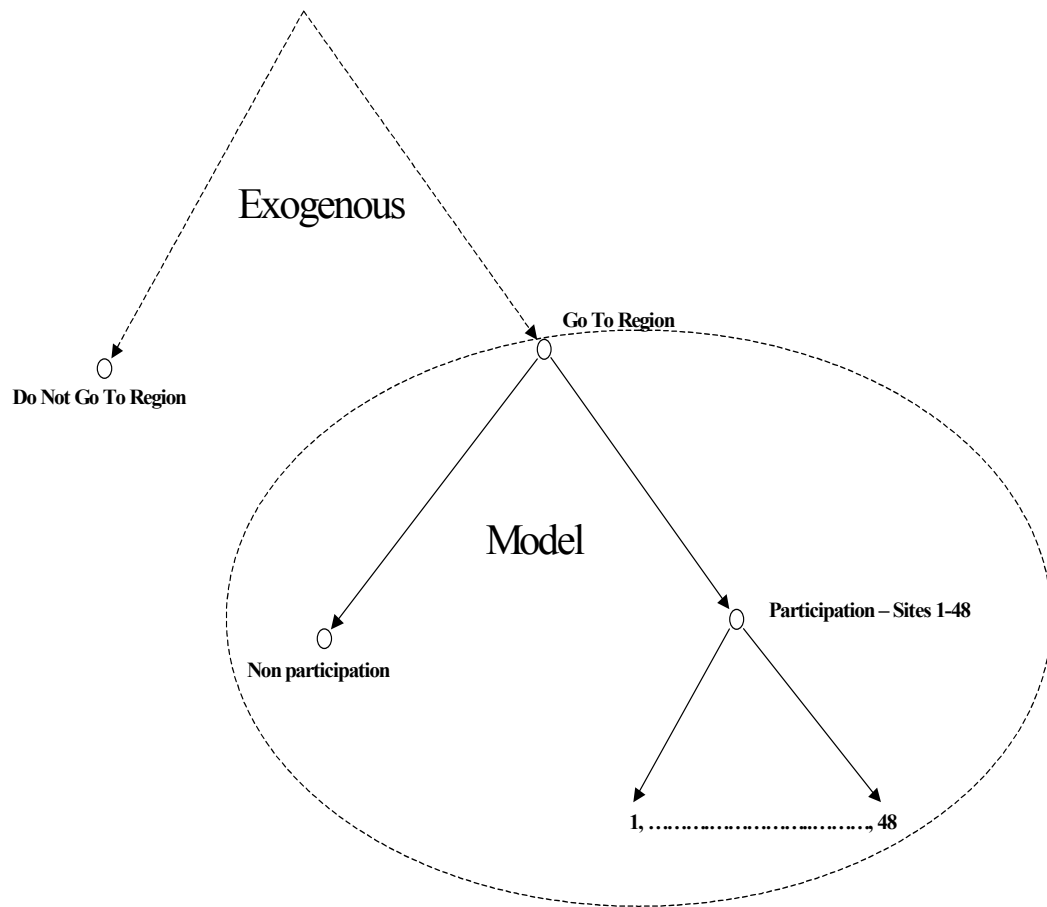 Exogenous
Go To Region
Do Not Go To Region
Model
Participation – Sites 1-48
Non participation
1, ……………………………..………, 48